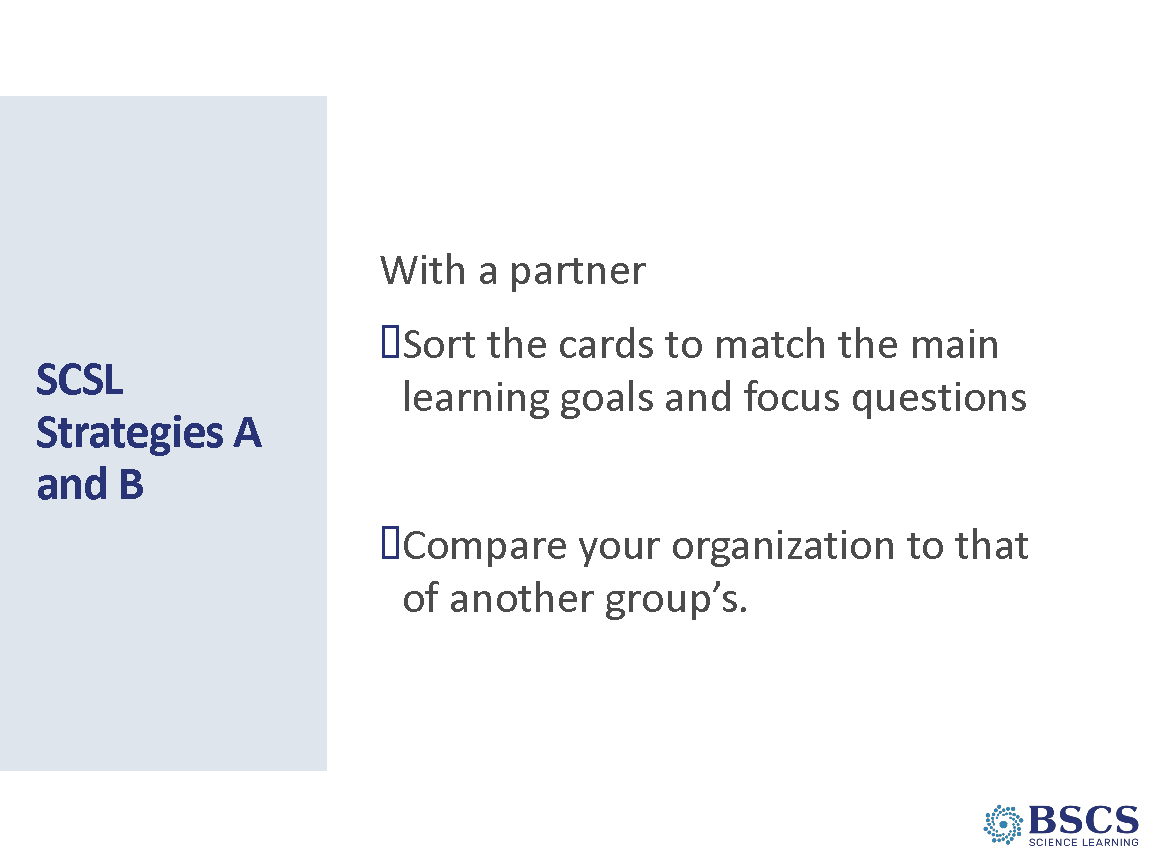 SCSL
Strategies A
and B
With a partner
Sort the cards to match the main
learning goals and focus questions
Compare your organization to that
of another group’s.
BSCS
SCIENCE LEARNING